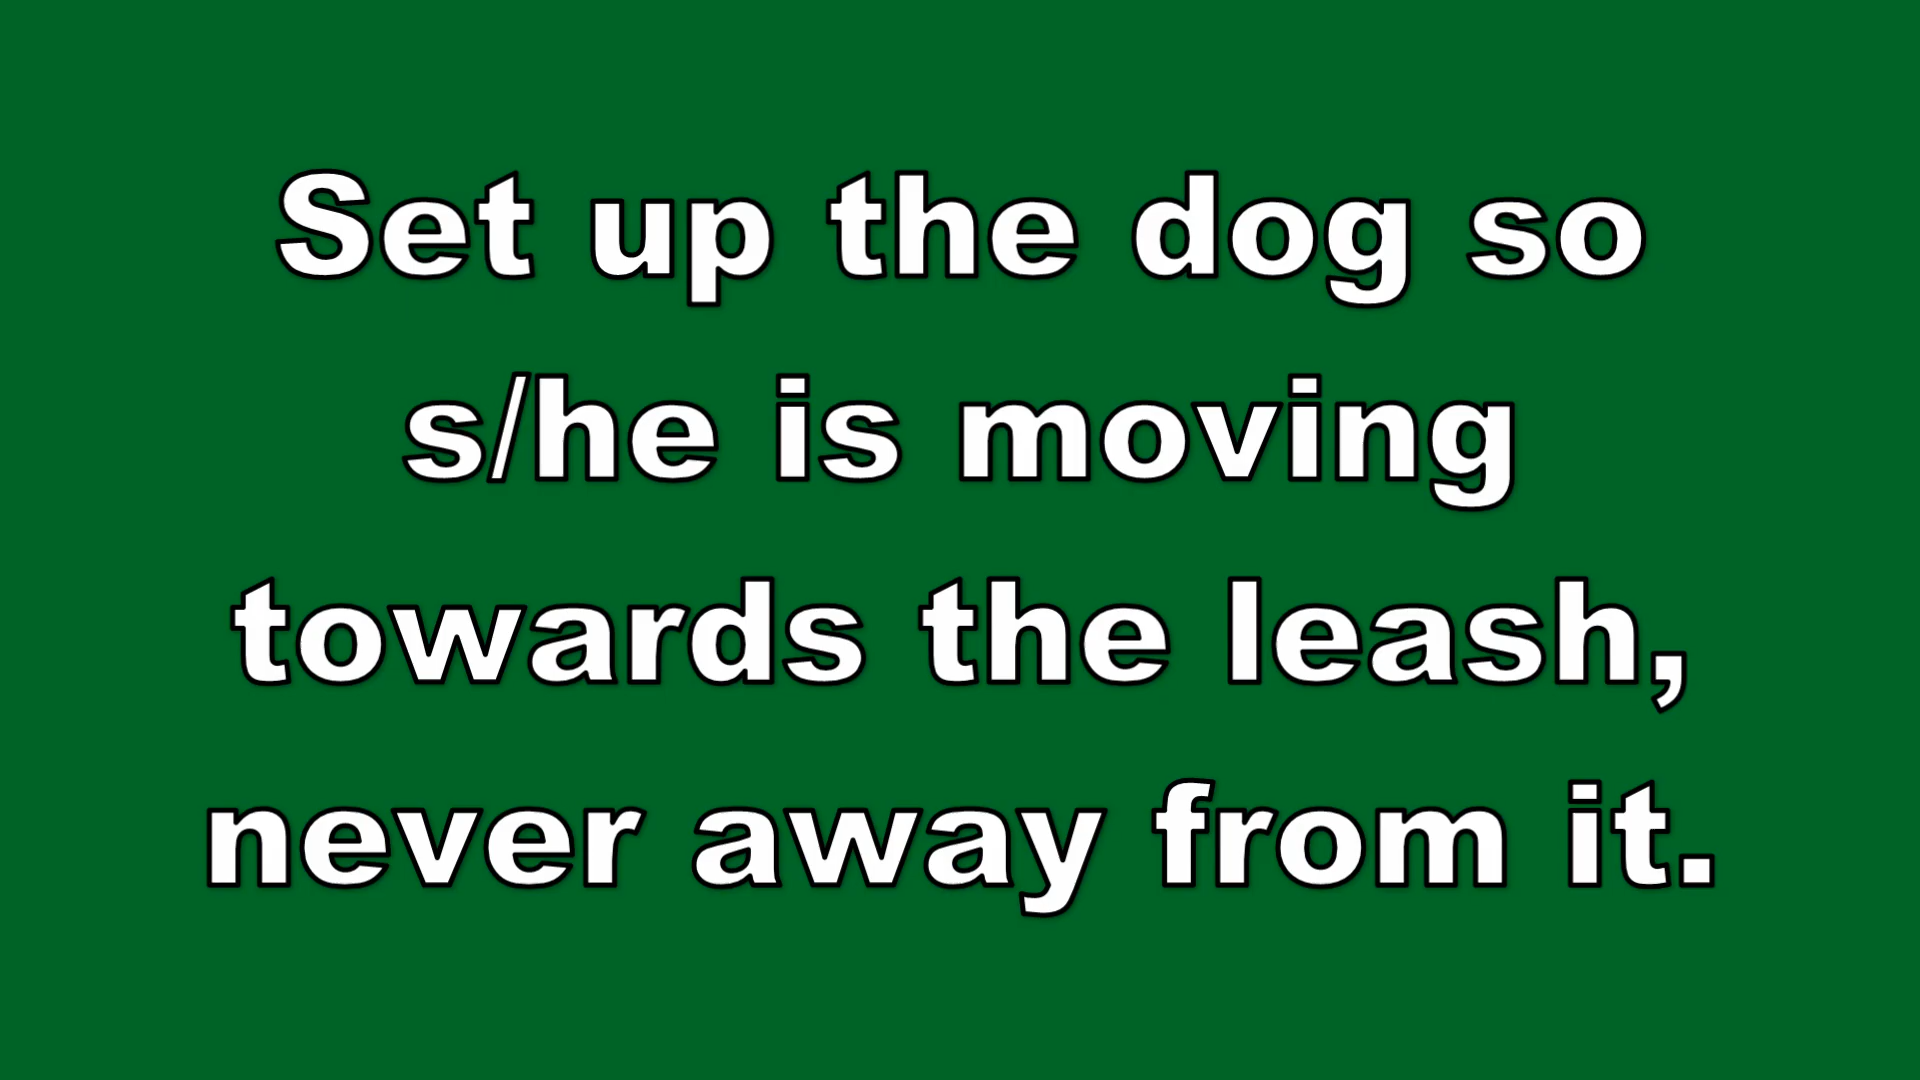 Set up the dog so
s/he is moving
towards the leash,
never away from it.